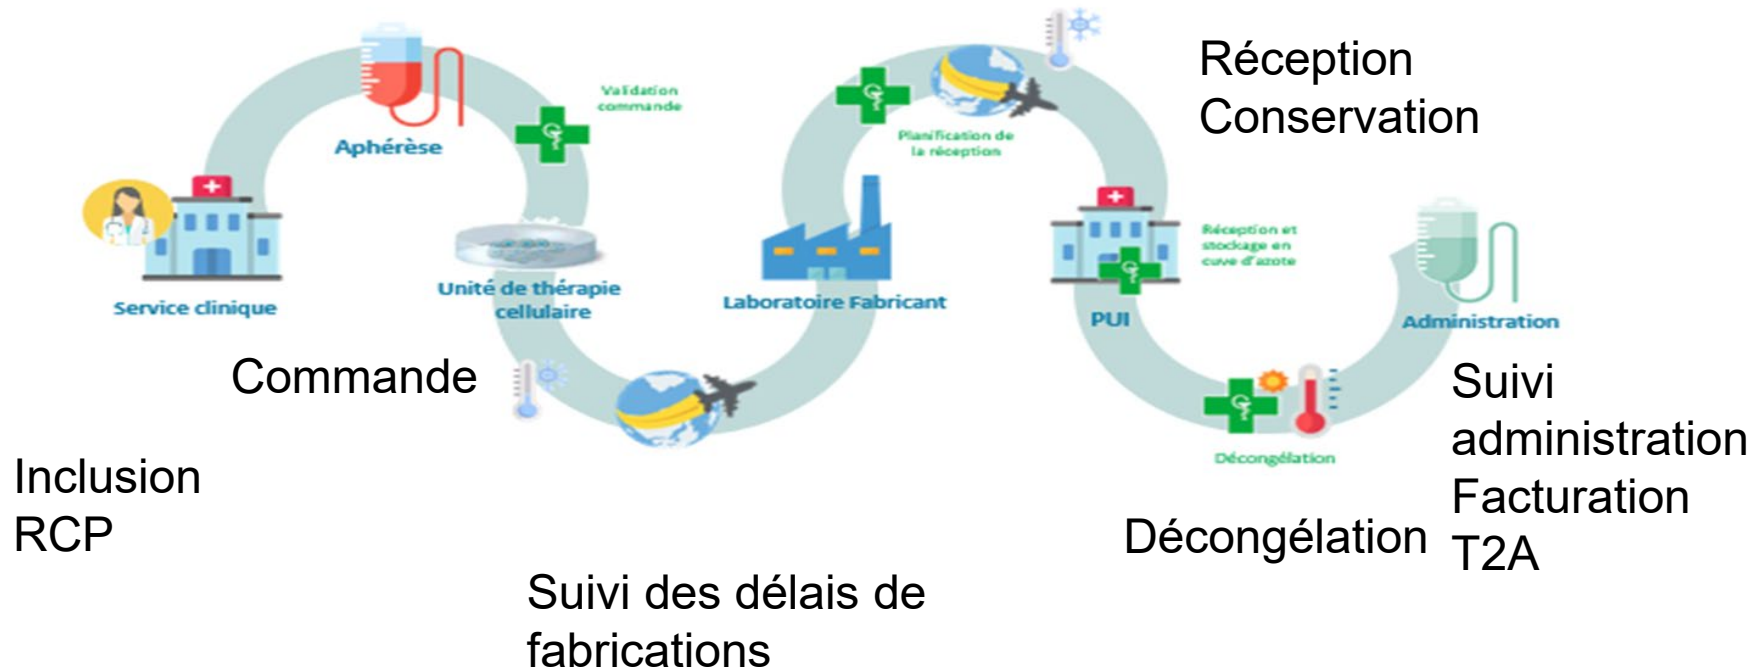 Réception
Conservation
Validation
commande
Aphérèse
Planification de
la réception
Réception et
stockage en
cuve d'azote
Unité de thérapie
cellulaire
Laboratoire Fabricant
Service clinique
PUI
Administration
Commande
Suivi
administration
Facturation
T2A
Décongélation
Inclusion
RCP
Décongélation
Suivi des délais de
fabrications